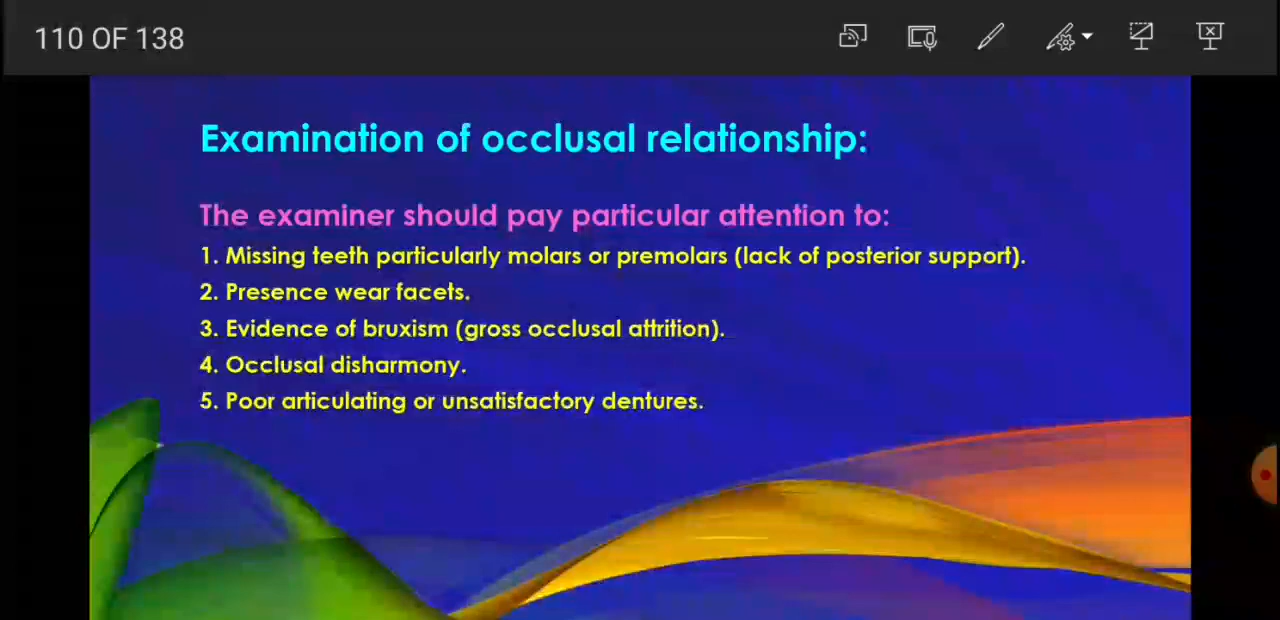 110 OF 138
Examination of occlusal relationship:
The examiner should pay particular attention to:
1. Missing teeth particularly molars or premolars (lack of posterior support).
2. Presence wear facets.
3. Evidence of bruxism (gross occlusal attrition).
4. Occlusal disharmony.
5. Poor articulating or unsatisfactory dentures.